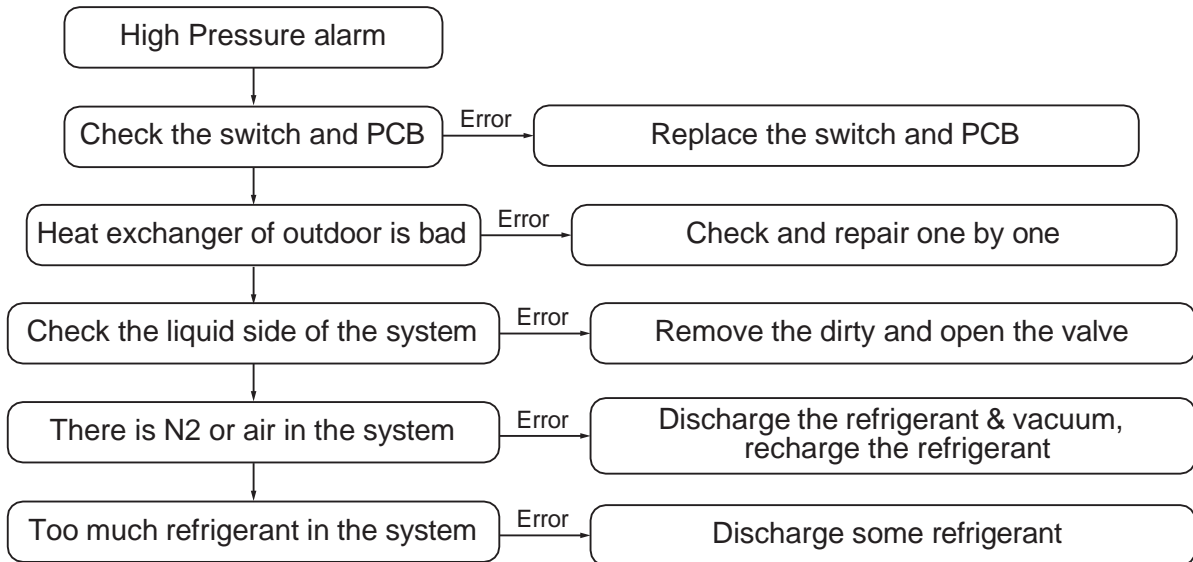 High Pressure alarm
Check the switch and PCB
Error
Replace the switch and PCB
Heat exchanger of outdoor is bad
Error
Check and repair one by one
Check the liquid side of the system
Error
Remove the dirty and open the valve
There is N2 or air in the system
Error
Discharge the refrigerant & vacuum,
recharge the refrigerant
Too much refrigerant in the system
Error
Discharge some refrigerant